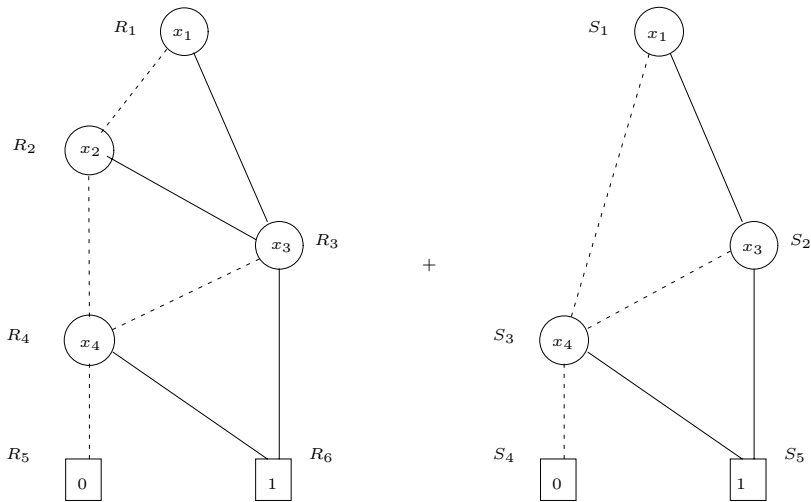 R1 x1 S1 x1
R2 x2
x3 R3 + x3 S2
R4 x4 S3 x4
R5 R6 S4 S5
0 1 0 1